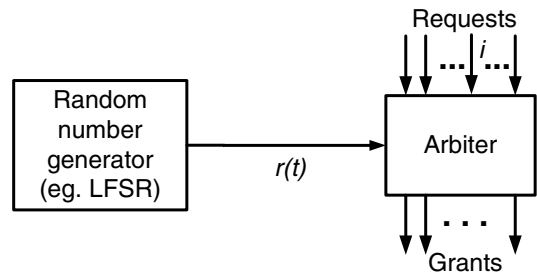 Requests
i
Random
number
generator
(eg. LFSR)
r(t)
Arbiter
Grants